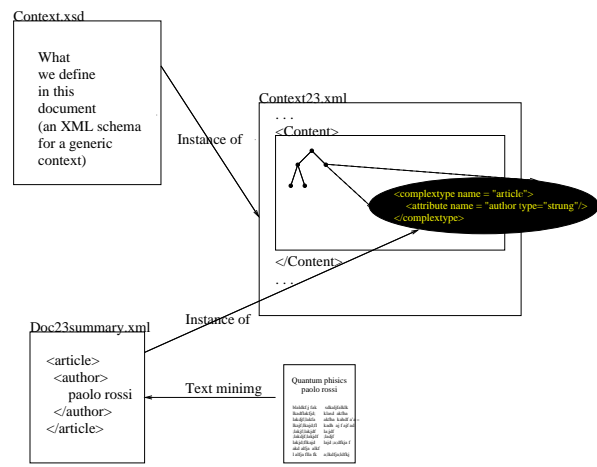 Context.xsd
What
we define
in this
document
(an XML schema
for a generic
context)
Instance of
Context23.xml
. . .
<Content>
<complextype name = "article">
<attribute name = "author type="strung"/>
</complextype>
</Content>
. . .
Instance of
Doc23summary.xml
<article>
<author>
paolo rossi
</author>
</article>
Text minimg
Quantum phisics
paolo rossi